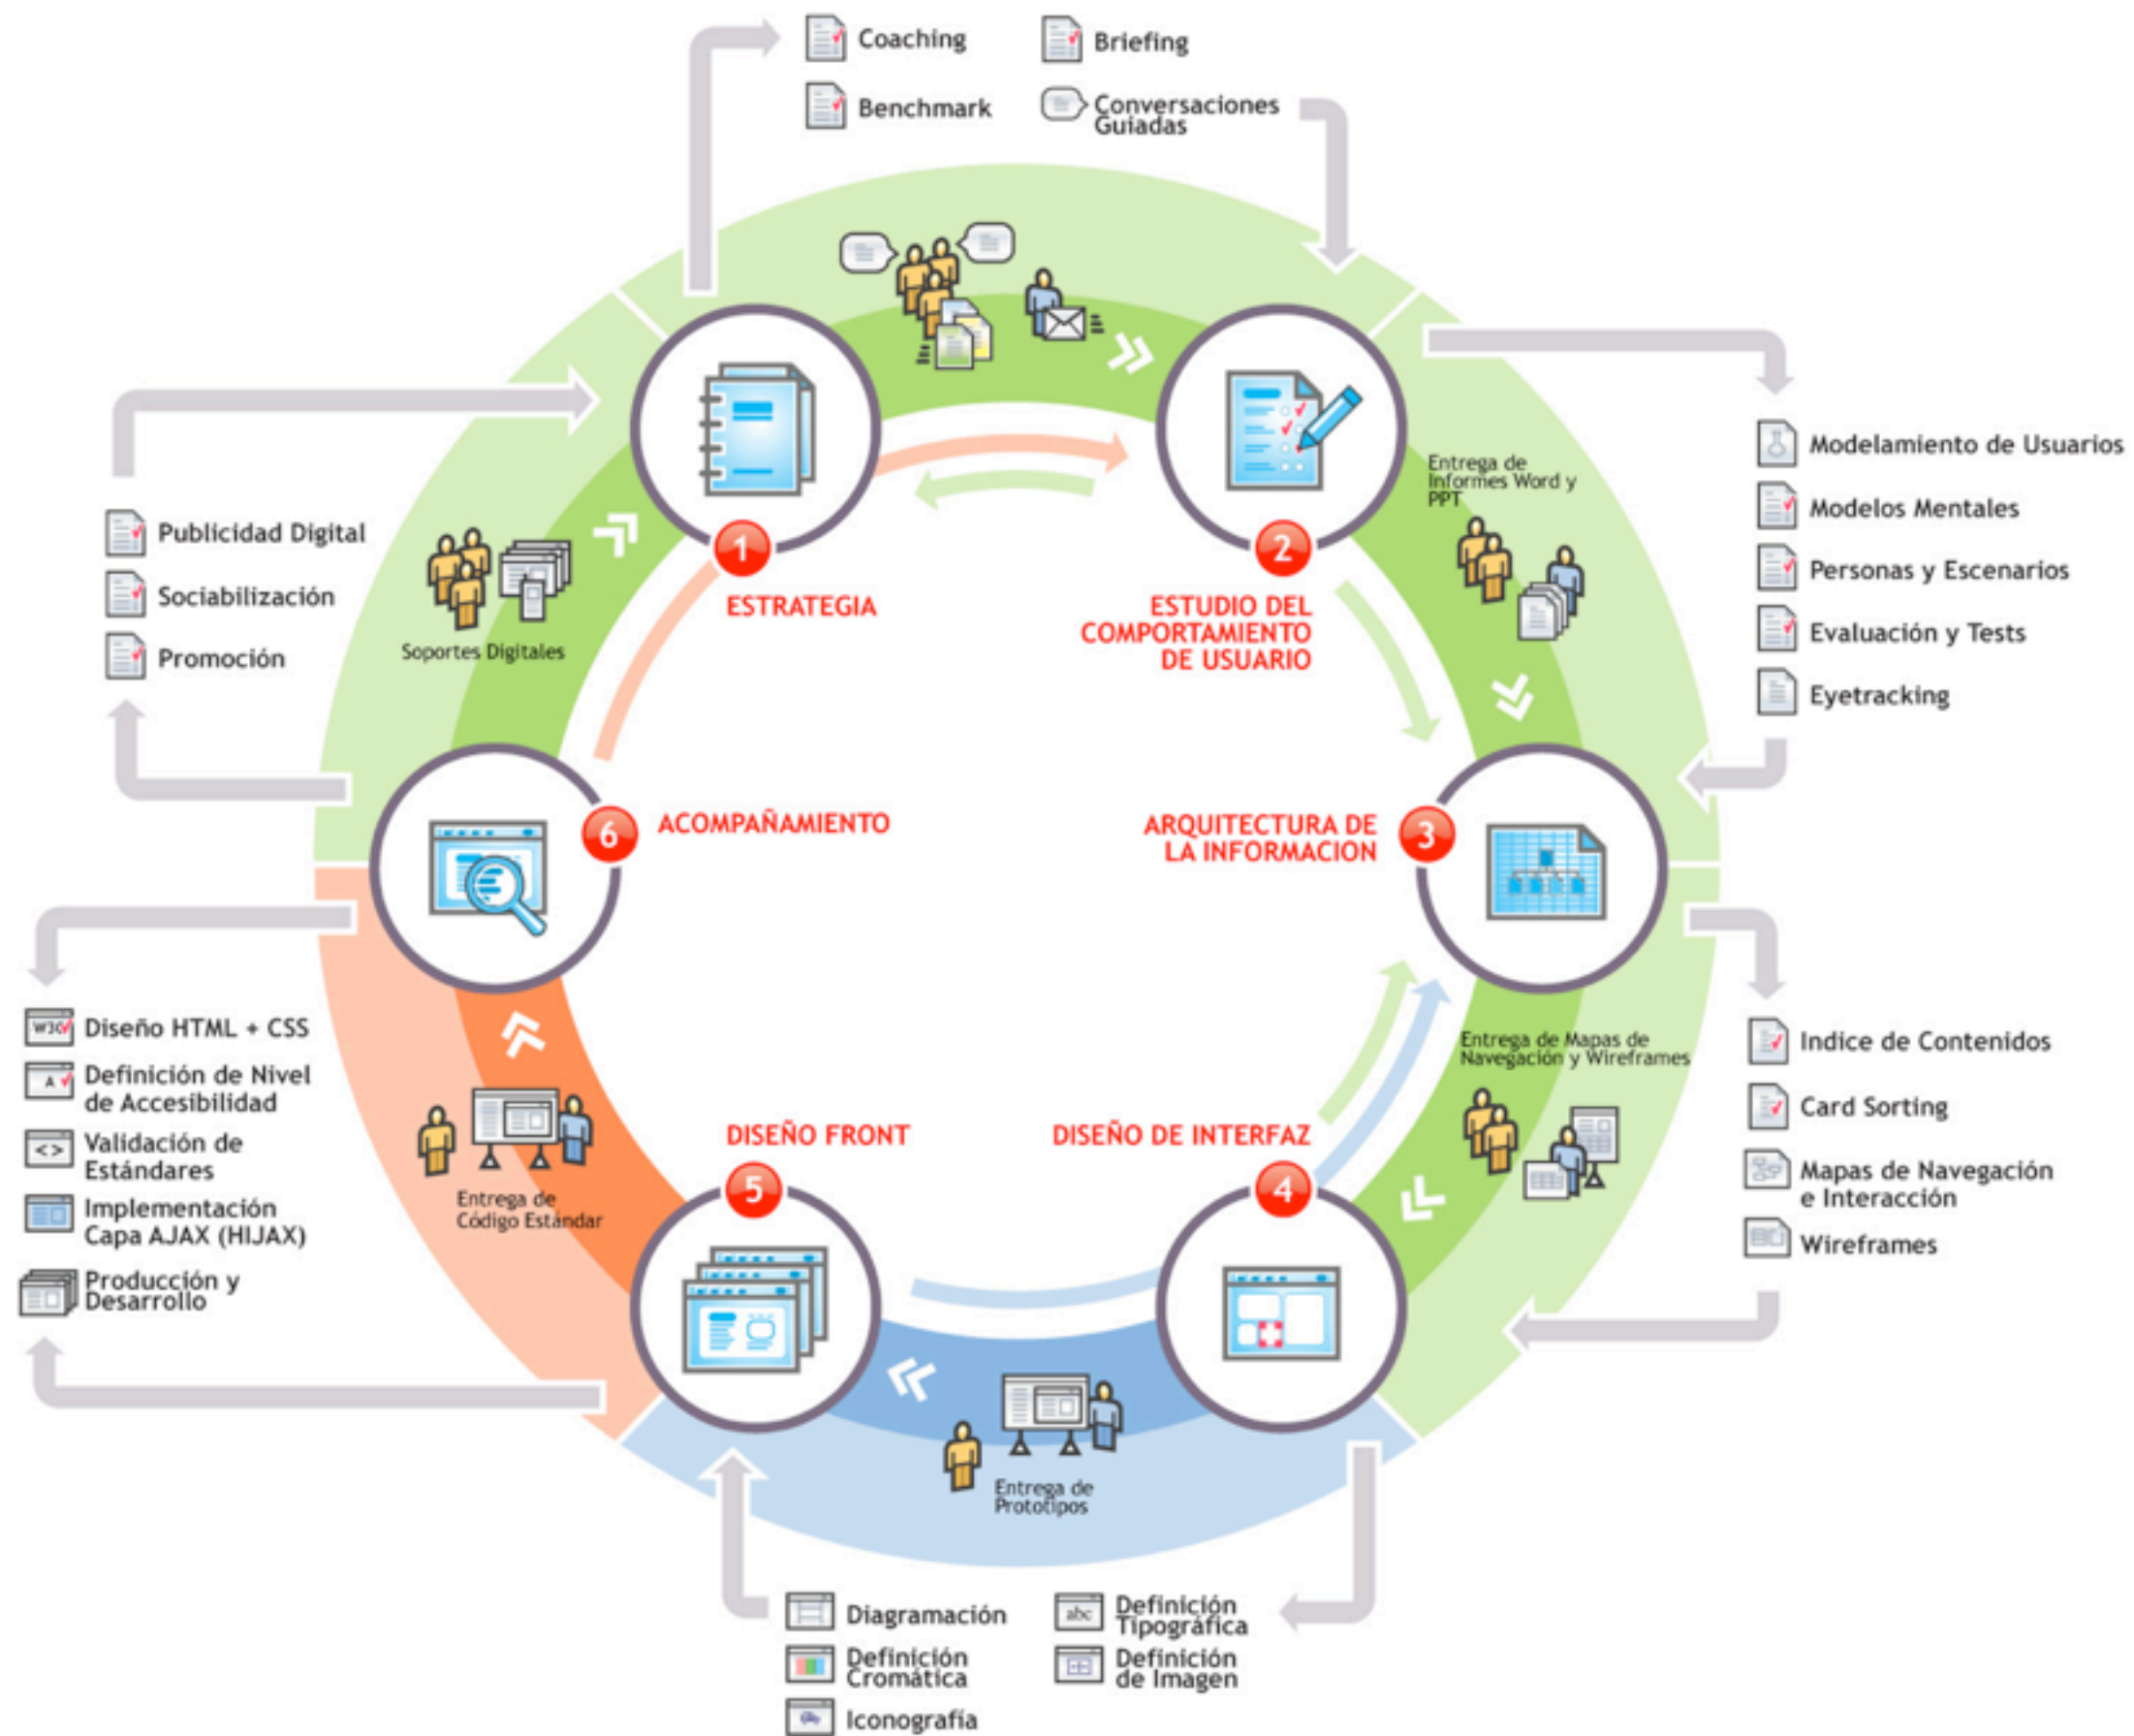 Coaching
Briefing
Benchmark
Conversaciones
Guiadas
1
ESTRATEGIA
2
ESTUDIO DEL
COMPORTAMIENTO
DE USUARIO
Entrega de
Informes Word y
PPT
Modelamiento de Usuarios
Modelos Mentales
Personas y Escenarios
Evaluación y Tests
Eyetracking
3
ARQUITECTURA DE
LA INFORMACION
Entrega de Mapas de
Navegación y Wireframes
Indice de Contenidos
Card Sorting
Mapas de Navegación
e Interacción
Wireframes
DISEÑO DE INTERFAZ
4
Entrega de
Prototipos
Diagramación
Definición
Cromática
Iconografía
abc
Definición
Tipográfica
Definición
de Imagen
DISEÑO FRONT
5
Entrega de
Código Estándar
W3C
Diseño HTML + CSS
A
Definición de Nivel
de Accesibilidad
<>
Validación de
Estándares
Implementación
Capa AJAX (HIJAX)
Producción y
Desarrollo
6
ACOMPAÑAMIENTO
Soportes Digitales
Publicidad Digital
Sociabilización
Promoción